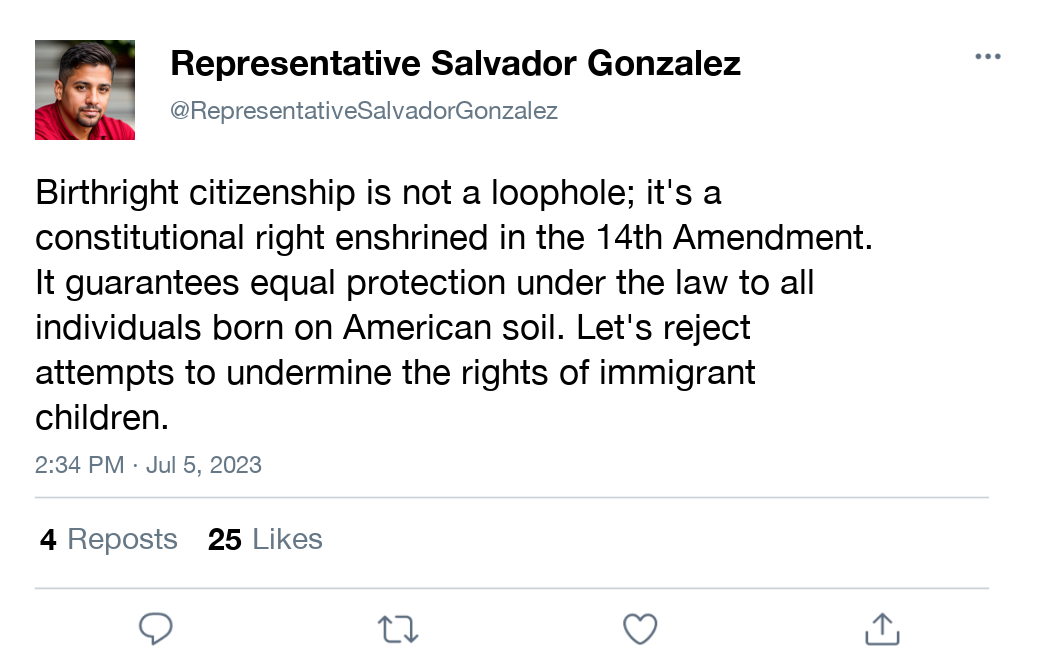 Representative Salvador Gonzalez
@RepresentativeSalvadorGonzalez
Birthright citizenship is not a loophole; it's a
constitutional right enshrined in the 14th Amendment.
It guarantees equal protection under the law to all
individuals born on American soil. Let's reject
attempts to undermine the rights of immigrant
children.
2:34 PM · Jul 5, 2023
4 Reposts 25 Likes